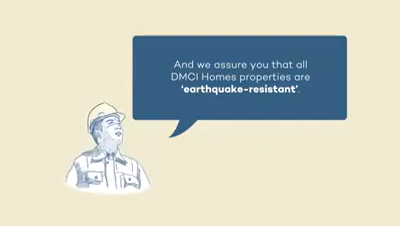 And we assure you that all
DMCI Homes properties are
‘earthquake-resistant’.